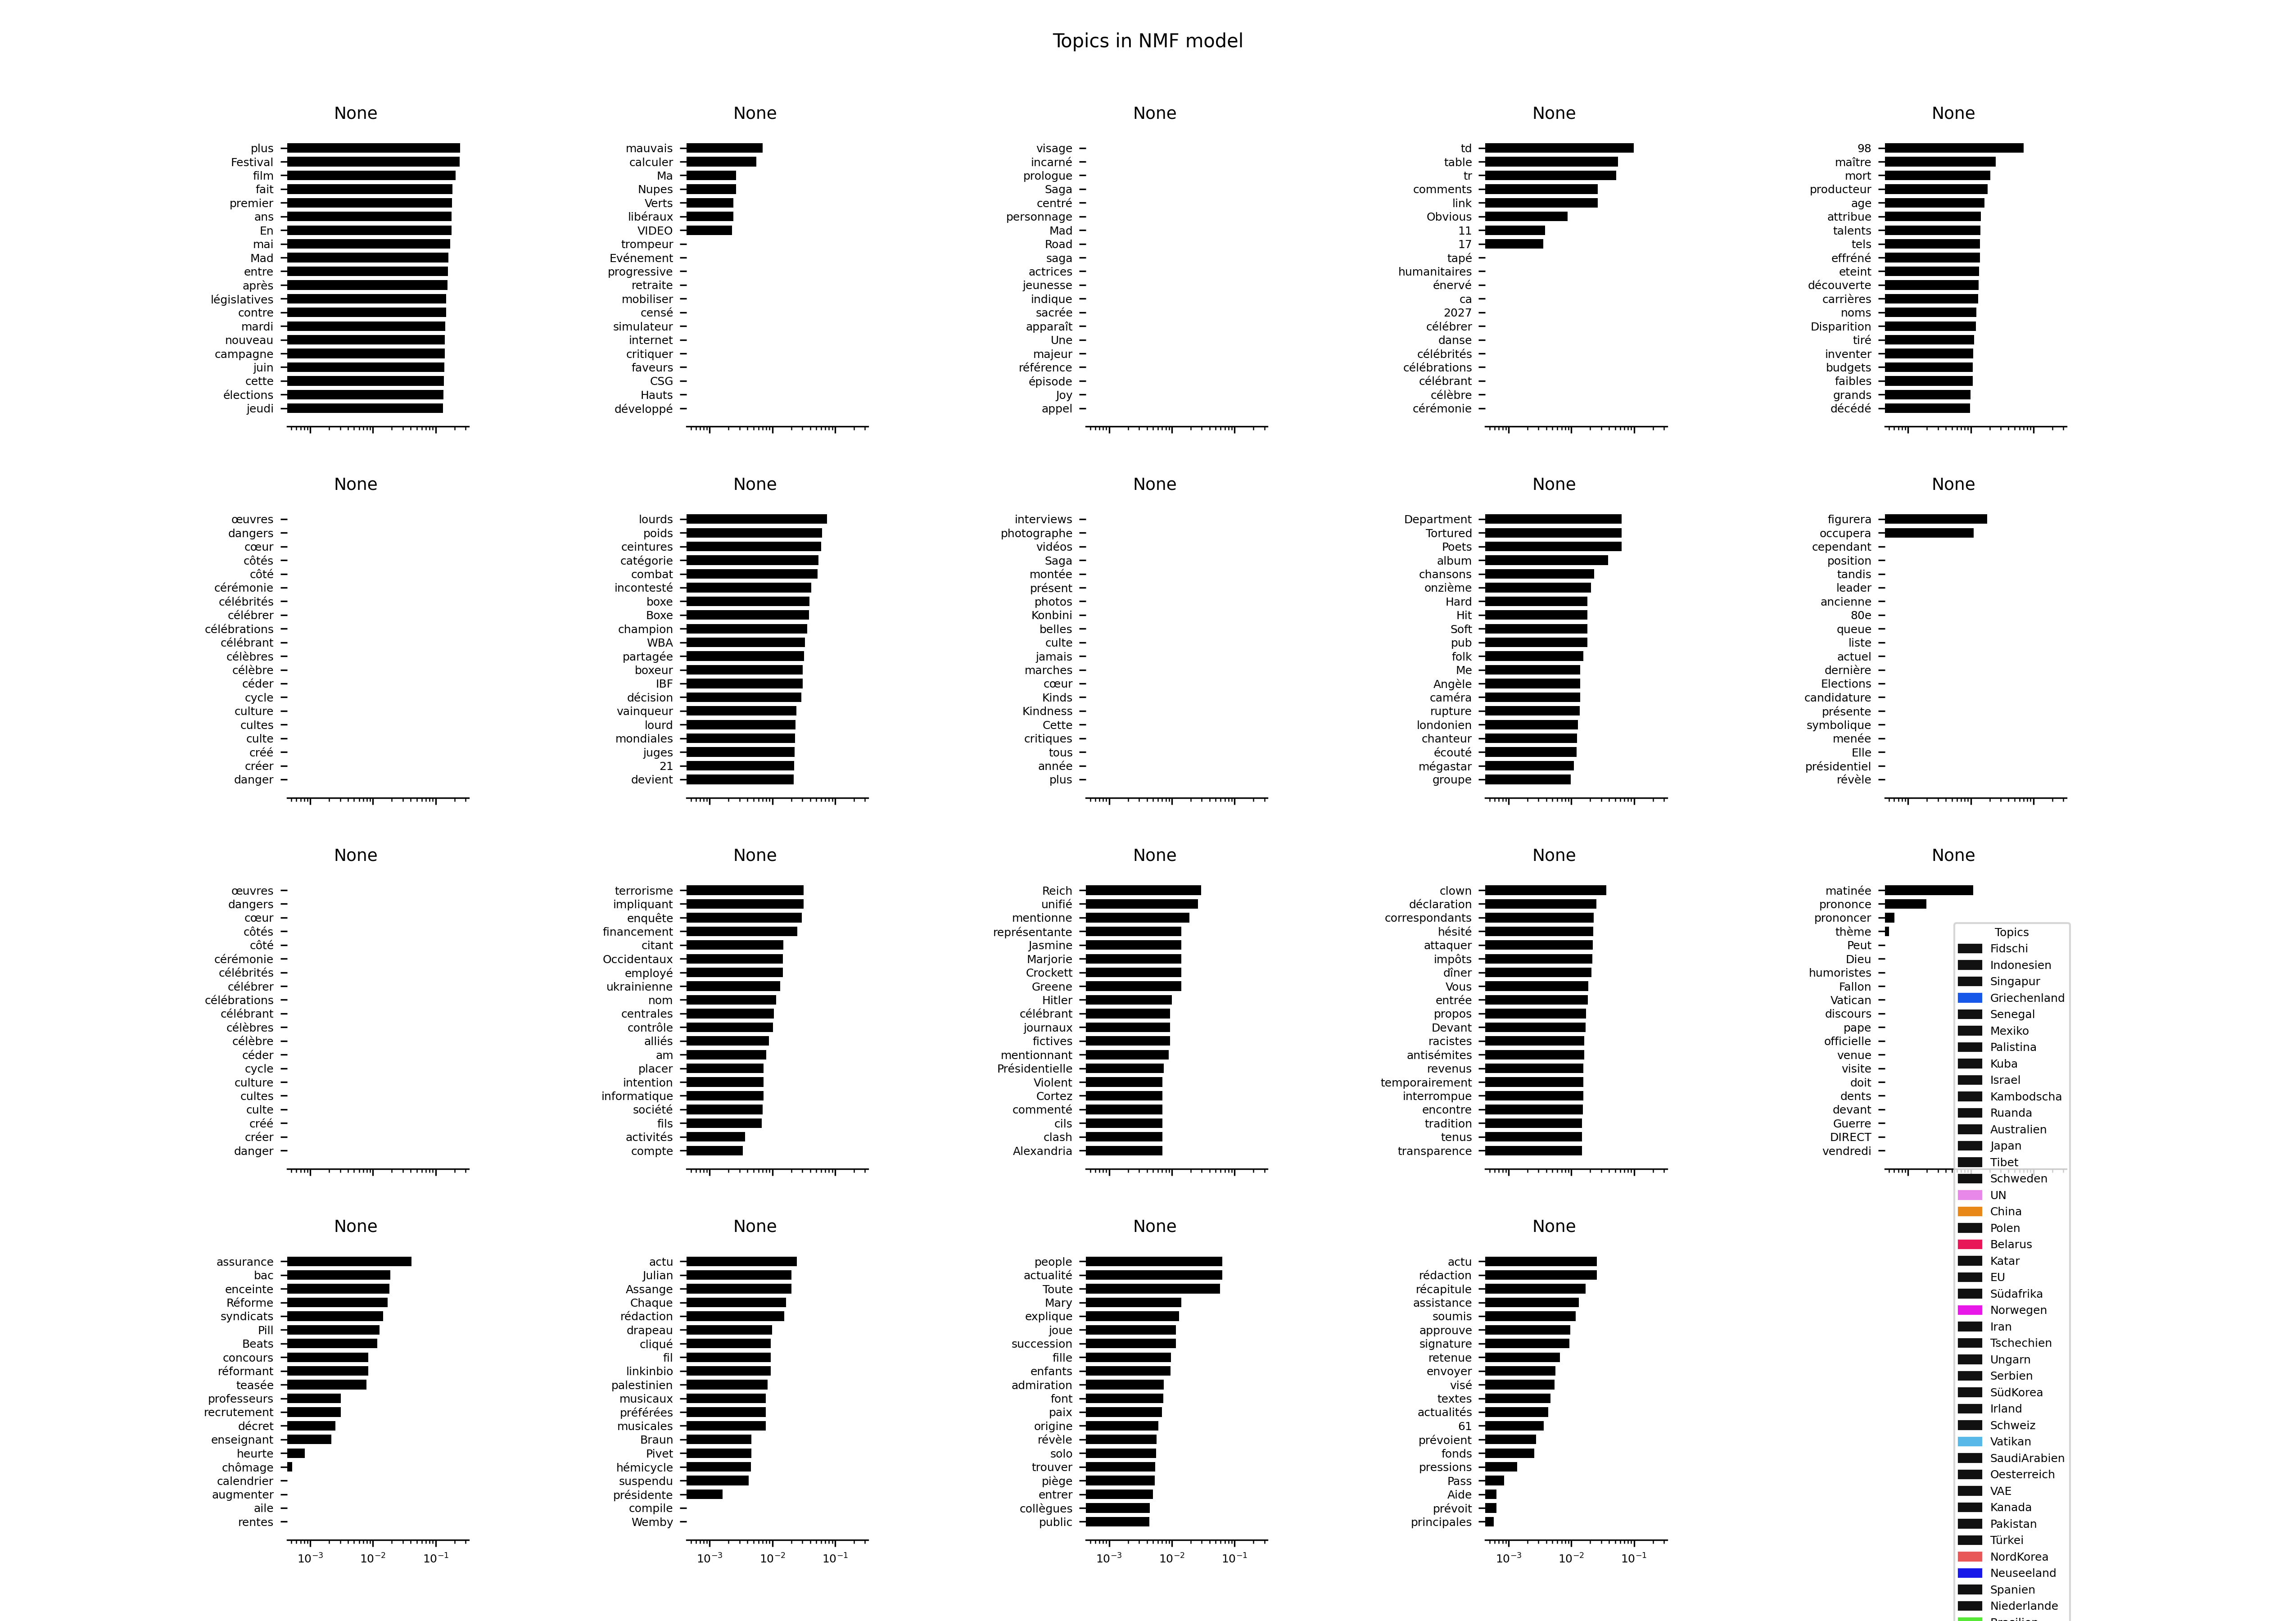 Topics in NMF model
None
plus
Festival
film
fait
premier
ans
En
mai
Mad
entre
après
législatives
contre
mardi
nouveau
campagne
juin
cette
élections
jeudi
None
mauvais
calculer
Ma
Nupes
Verts
libéraux
VIDEO
trompeur
Evénement
progressive
retraite
mobiliser
censé
simulateur
internet
critiquer
faveurs
CSG
Hauts
développé
None
visage
incarné
prologue
Saga
centré
personnage
Mad
Road
saga
actrices
jeunesse
indique
sacrée
apparaît
Une
majeur
référence
épisode
Joy
appel
None
td
table
tr
comments
link
Obvious
11
17
tapé
humanitaires
énervé
ca
2027
célébrer
danse
célébrités
célébrations
célébrant
célèbre
cérémonie
None
98
maître
mort
producteur
age
attribue
talents
tels
effréné
eteint
découverte
carrières
noms
Disparition
tiré
inventer
budgets
faibles
grands
décédé
None
œuvres
dangers
cœur
côtés
côté
cérémonie
célébrités
célébrer
célébrations
célébrant
célèbres
célèbre
céder
cycle
culture
cultes
culte
créé
créer
danger
None
lourds
poids
ceintures
catégorie
combat
incontesté
boxe
Boxe
champion
WBA
partagée
boxeur
IBF
décision
vainqueur
lourd
mondiales
juges
21
devient
None
interviews
photographe
vidéos
Saga
montée
présent
photos
Konbini
belles
culte
jamais
marches
cœur
Kinds
Kindness
Cette
critiques
tous
année
plus
None
Department
Tortured
Poets
album
chansons
onzième
Hard
Hit
Soft
pub
folk
Me
Angèle
caméra
rupture
londonien
chanteur
écouté
mégastar
groupe
None
figurera
occupera
cependant
position
tandis
leader
ancienne
80e
queue
liste
actuel
dernière
Elections
candidature
présente
symbolique
menée
Elle
présidentiel
révèle
None
œuvres
dangers
cœur
côtés
côté
cérémonie
célébrités
célébrer
célébrations
célébrant
célèbres
célèbre
céder
cycle
culture
cultes
culte
créé
créer
danger
None
terrorisme
impliquant
enquête
financement
citant
Occidentaux
employé
ukrainienne
nom
centrales
contrôle
alliés
am
placer
intention
informatique
société
fils
activités
compte
None
Reich
unifié
mentionne
représentante
Jasmine
Marjorie
Crockett
Greene
Hitler
célébrant
journaux
fictives
mentionnant
Présidentielle
Violent
Cortez
commenté
cils
clash
Alexandria
None
clown
déclaration
correspondants
hésité
attaquer
impôts
dîner
Vous
entrée
propos
Devant
racistes
antisémites
revenus
temporairement
interrompue
encontre
tradition
tenus
transparence
None
matinée
prononce
prononcer
thème
Peut
Dieu
humoristes
Fallon
Vatican
discours
pape
officielle
venue
visite
doit
dents
devant
Guerre
DIRECT
vendredi
None
assurance
bac
enceinte
Réforme
syndicats
Pill
Beats
concours
réformant
teasée
professeurs
recrutement
décret
enseignant
heurte
chômage
calendrier
augmenter
aile
rentes
10⁻³ 10⁻² 10⁻¹
None
actu
Julian
Assange
Chaque
rédaction
drapeau
cliqué
fil
linkinbio
palestinien
musicaux
préférées
musicales
Braun
Pivet
hémicycle
suspendu
présidente
compile
Wemby
10⁻³ 10⁻² 10⁻¹
None
people
actualité
Toute
Mary
explique
joue
succession
fille
enfants
admiration
font
paix
origine
révèle
solo
trouver
piège
entrer
collègues
public
10⁻³ 10⁻² 10⁻¹
None
actu
rédaction
récapitule
assistance
soumis
approuve
signature
retenue
envoyer
visé
textes
actualités
61
prévoient
fonds
pressions
Pass
Aide
prévoit
principales
10⁻³ 10⁻² 10⁻¹
Topics
Fidschi
Indonesien
Singapur
Griechenland
Senegal
Mexiko
Palistina
Kuba
Israel
Kambodscha
Ruanda
Australien
Japan
Tibet
Schweden
UN
China
Polen
Belarus
Katar
EU
Südafrika
Norwegen
Iran
Tschechien
Ungarn
Serbien
SüdKorea
Irland
Schweiz
Vatikan
SaudiArabien
Oesterreich
VAE
Kanada
Pakistan
Türkei
NordKorea
Neuseeland
Spanien
Niederlande